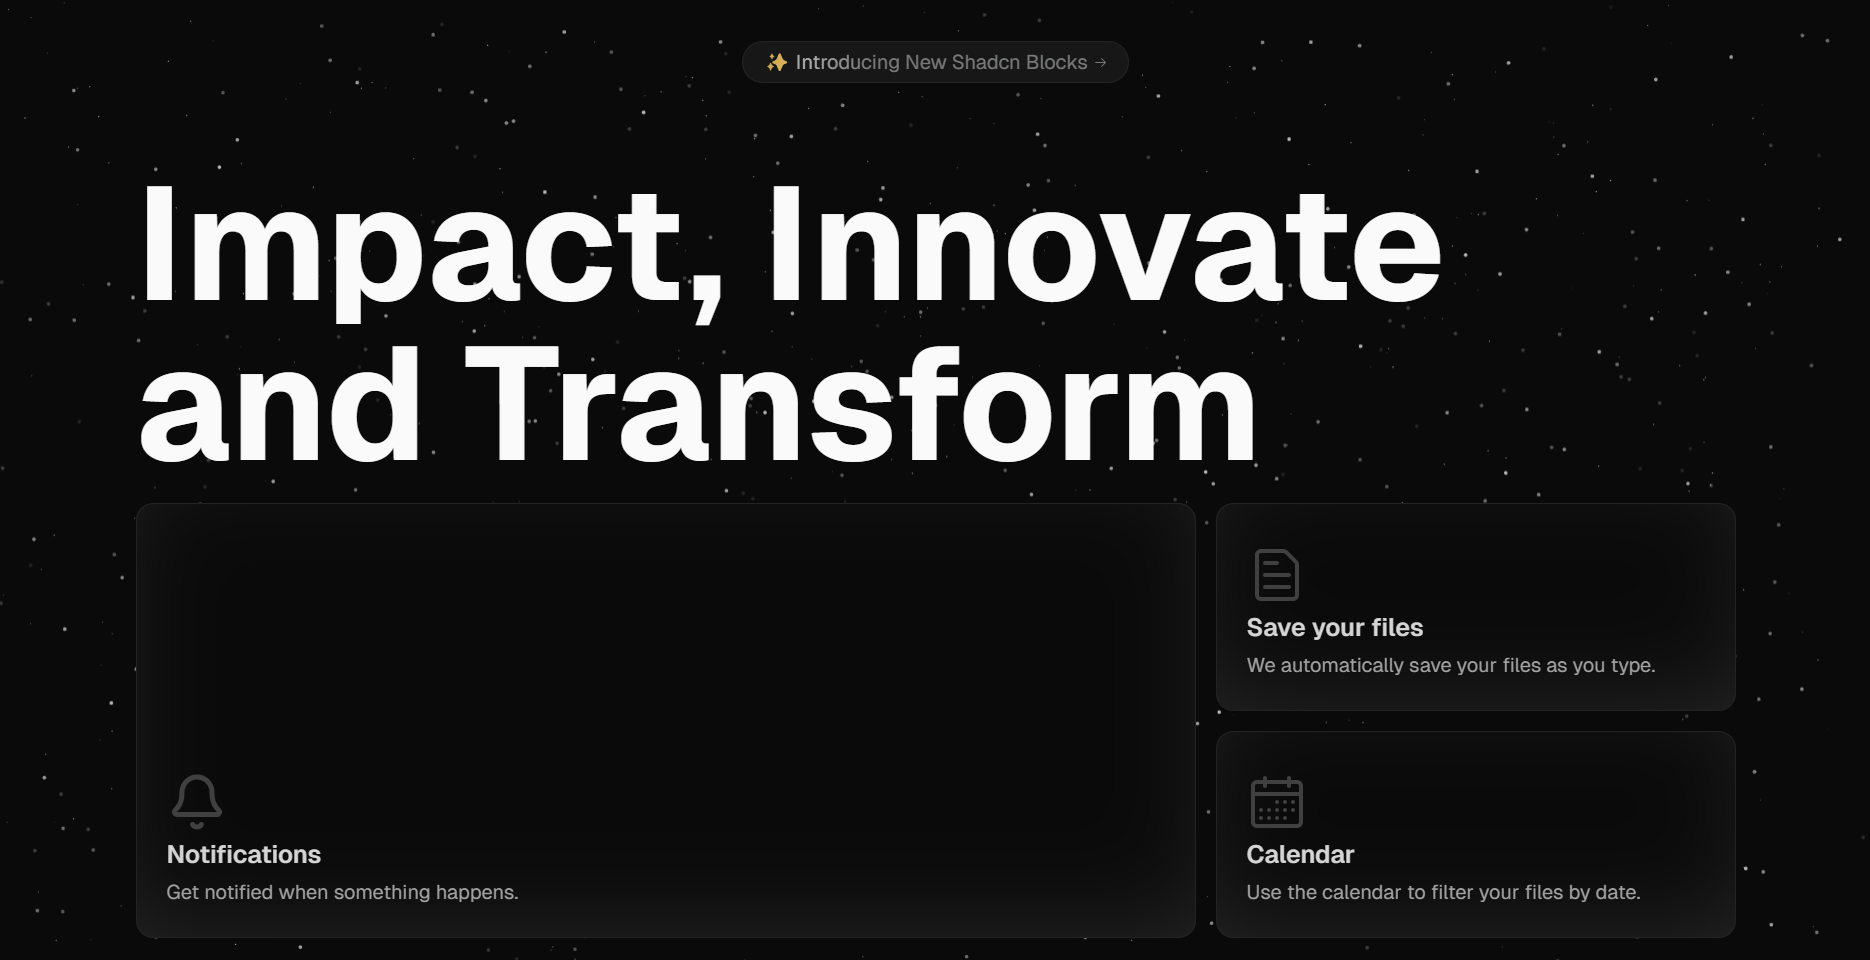 ✨ Introducing New Shadcn Blocks →
Impact, Innovate
and Transform
Save your files
We automatically save your files as you type.
Notifications
Get notified when something happens.
Calendar
Use the calendar to filter your files by date.